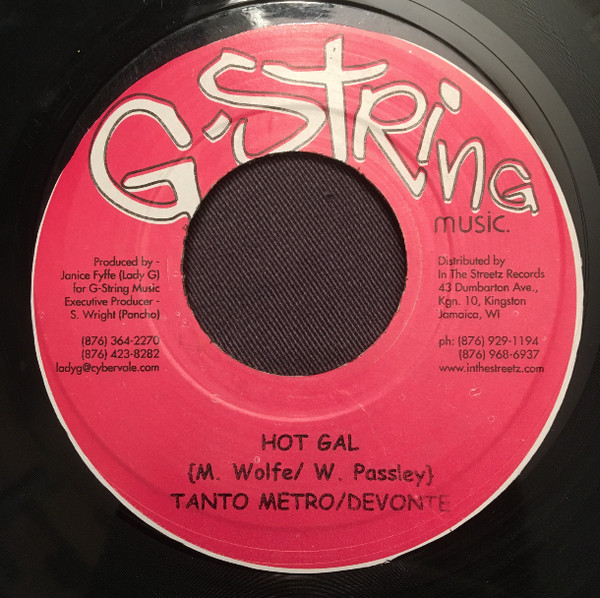 G-STRING
music.
Produced by -
Janice Fyffe (Lady G)
for G-String Music
Executive Producer -
S. Wright (Poncho)
(876) 364-2270
(876) 423-8282
ladyg@cybervale.com
Distributed by
In The Streetz Records
43 Dumbarton Ave.,
Kgn. 10, Kingston
Jamaica, WI
ph: (876) 929-1194
(876) 968-6937
www.inthestreetz.com
HOT GAL
{M. Wolfe/ W. Passley}
TANTO METRO/DEVONTE